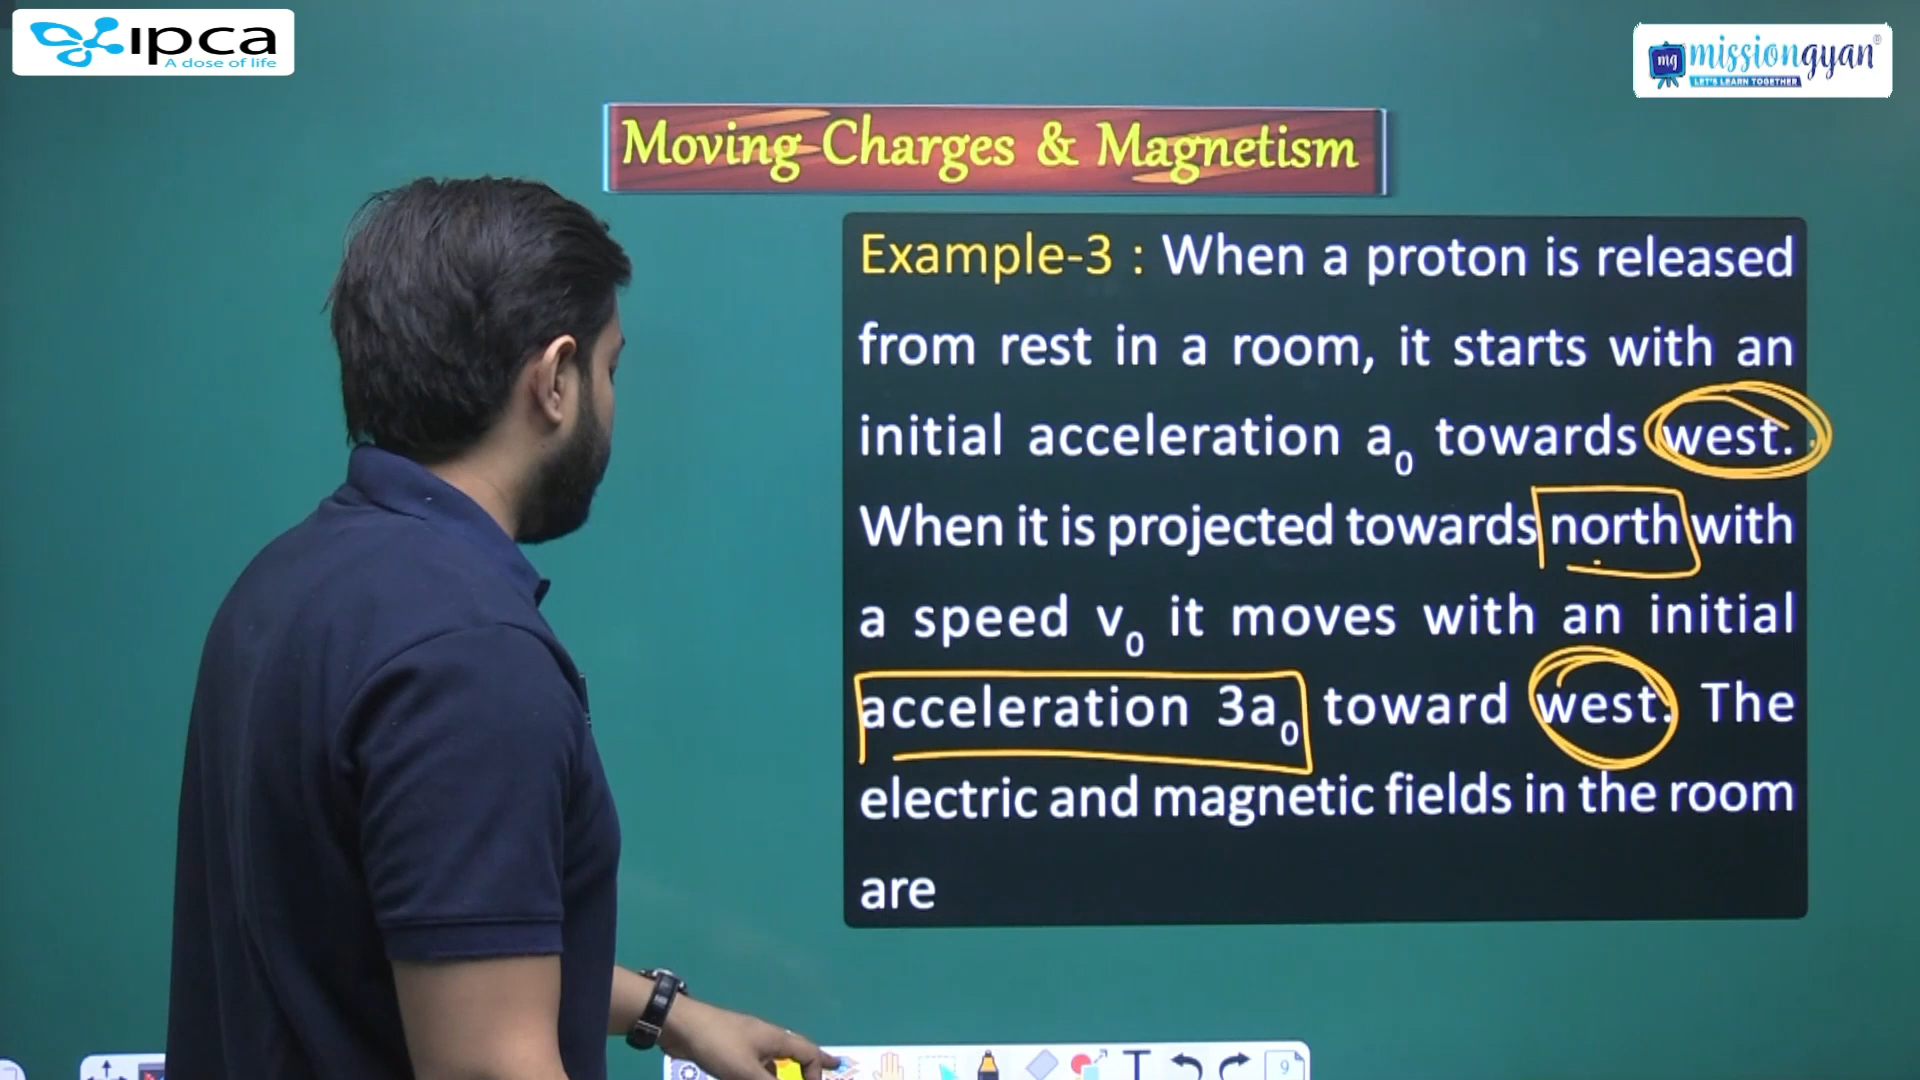 ipca
A dose of life
mg missiongyan®
LET'S LEARN TOGETHER
Moving Charges & Magnetism
Example-3 : When a proton is released
from rest in a room, it starts with an
initial acceleration a₀ towards west.
When it is projected towards north with
a speed v₀ it moves with an initial
acceleration 3a₀ toward west. The
electric and magnetic fields in the room
are
T
9